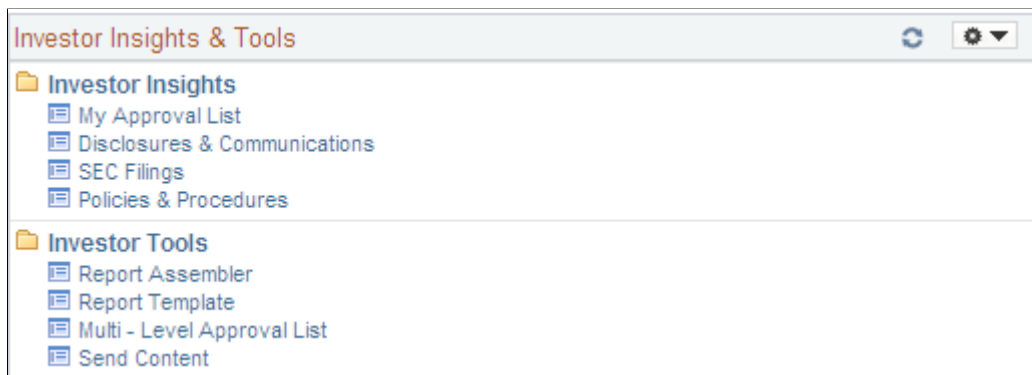 Investor Insights & Tools
Investor Insights
My Approval List
Disclosures & Communications
SEC Filings
Policies & Procedures
Investor Tools
Report Assembler
Report Template
Multi - Level Approval List
Send Content